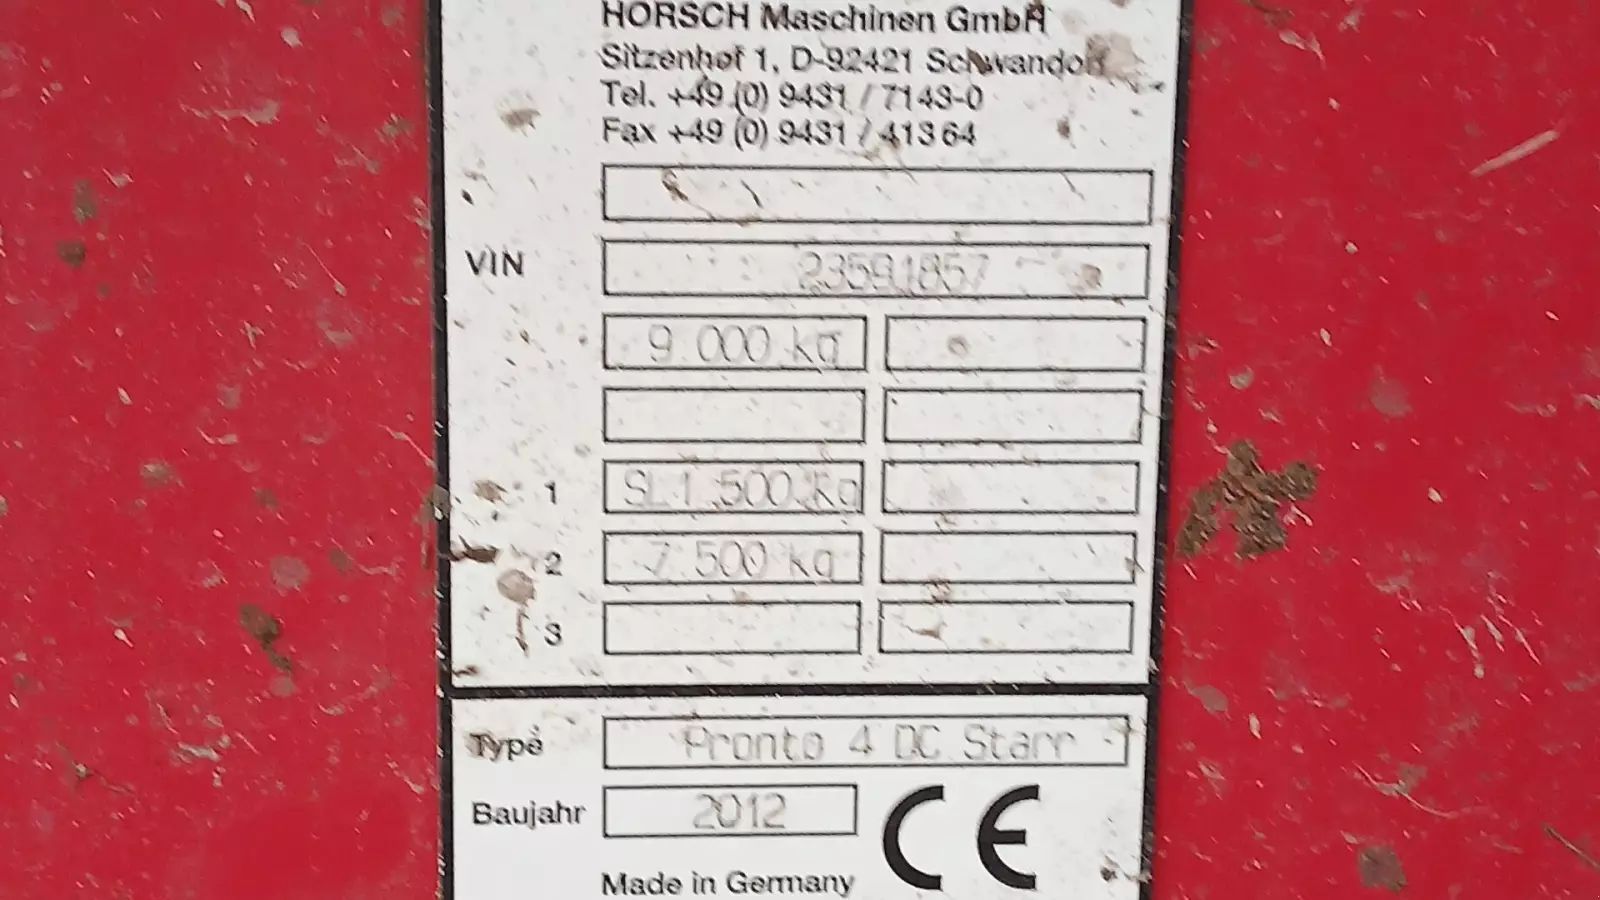 HORSCH Maschinen GmbH
Sitzenhof 1, D-92421 Schwandorf
Tel. +49 (0) 9431 / 7143-0
Fax +49 (0) 9431 / 41364
VIN 23591857
9 000 kg
1 SL 1 500 kg
2 7 500 kg
3
Type Pronto 4 DC Starr
Baujahr 2012 CE
Made in Germany